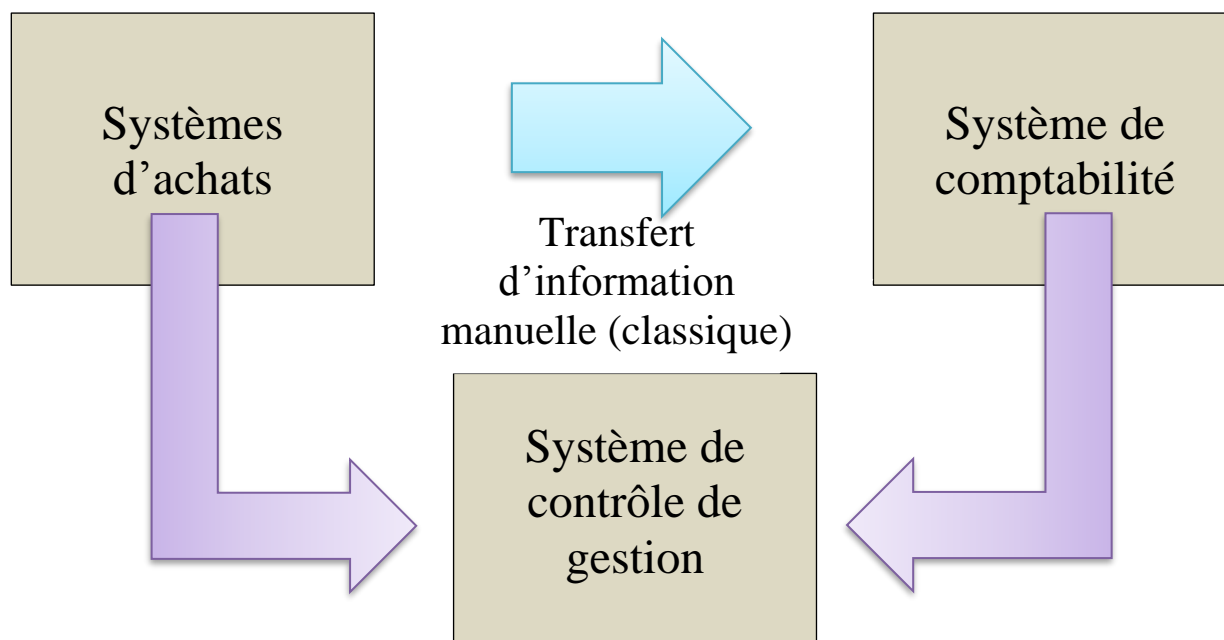 Systèmes
d’achats
Système de
comptabilité
Transfert
d’information
manuelle (classique)
Système de
contrôle de
gestion